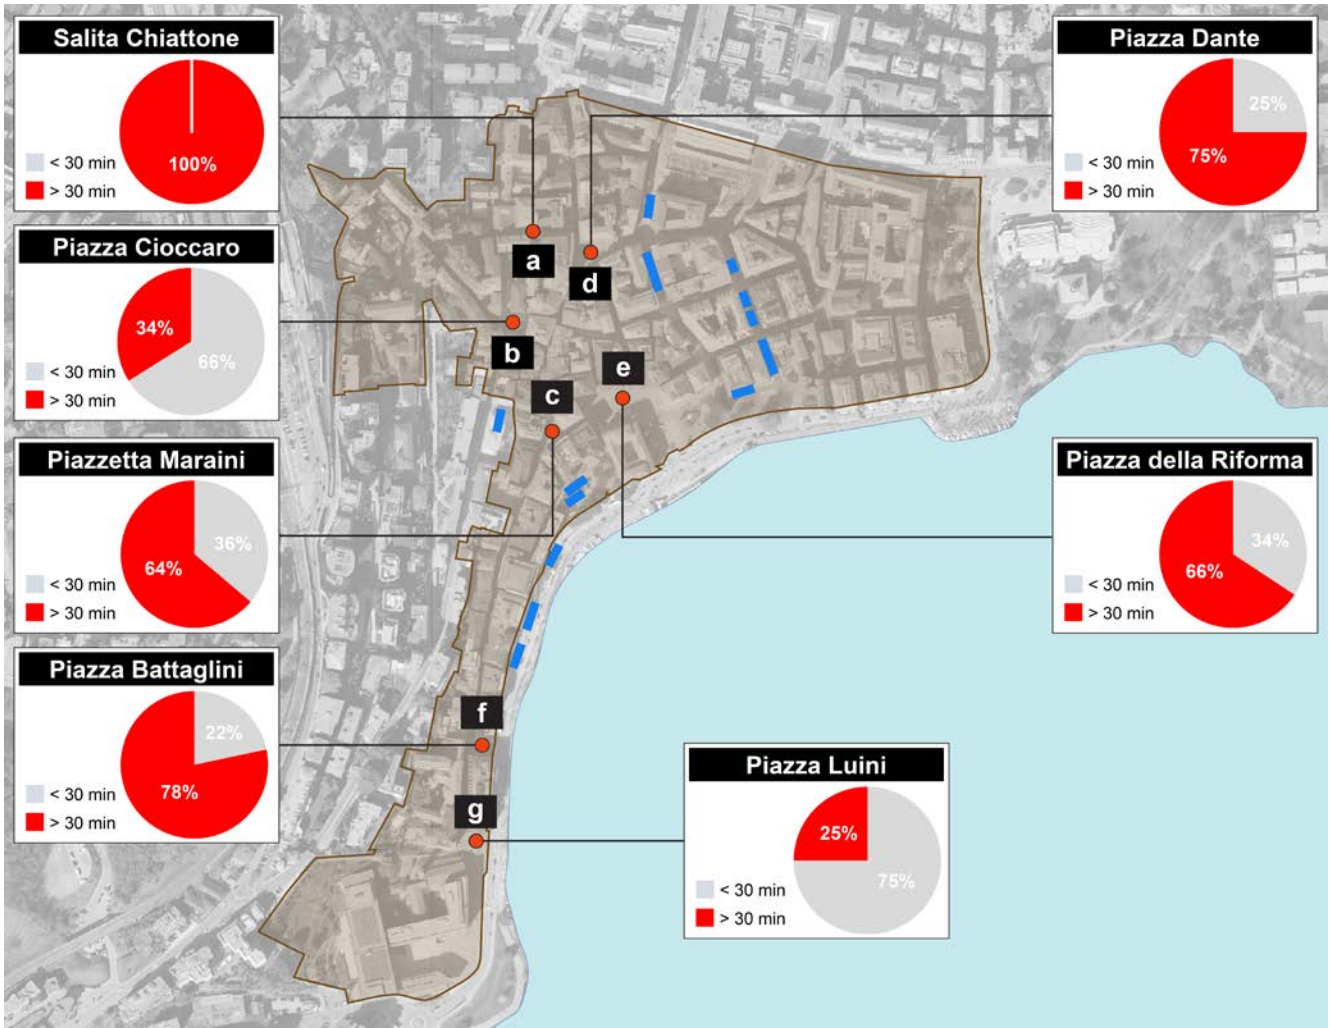 Salita Chiattone
100%
< 30 min
> 30 min
Piazza Dante
25%
75%
< 30 min
> 30 min
Piazza Cioccaro
34%
66%
< 30 min
> 30 min
Piazzetta Maraini
36%
64%
< 30 min
> 30 min
Piazza della Riforma
34%
66%
< 30 min
> 30 min
Piazza Battaglini
22%
78%
< 30 min
> 30 min
Piazza Luini
25%
75%
< 30 min
> 30 min
a
d
b
e
c
f
g